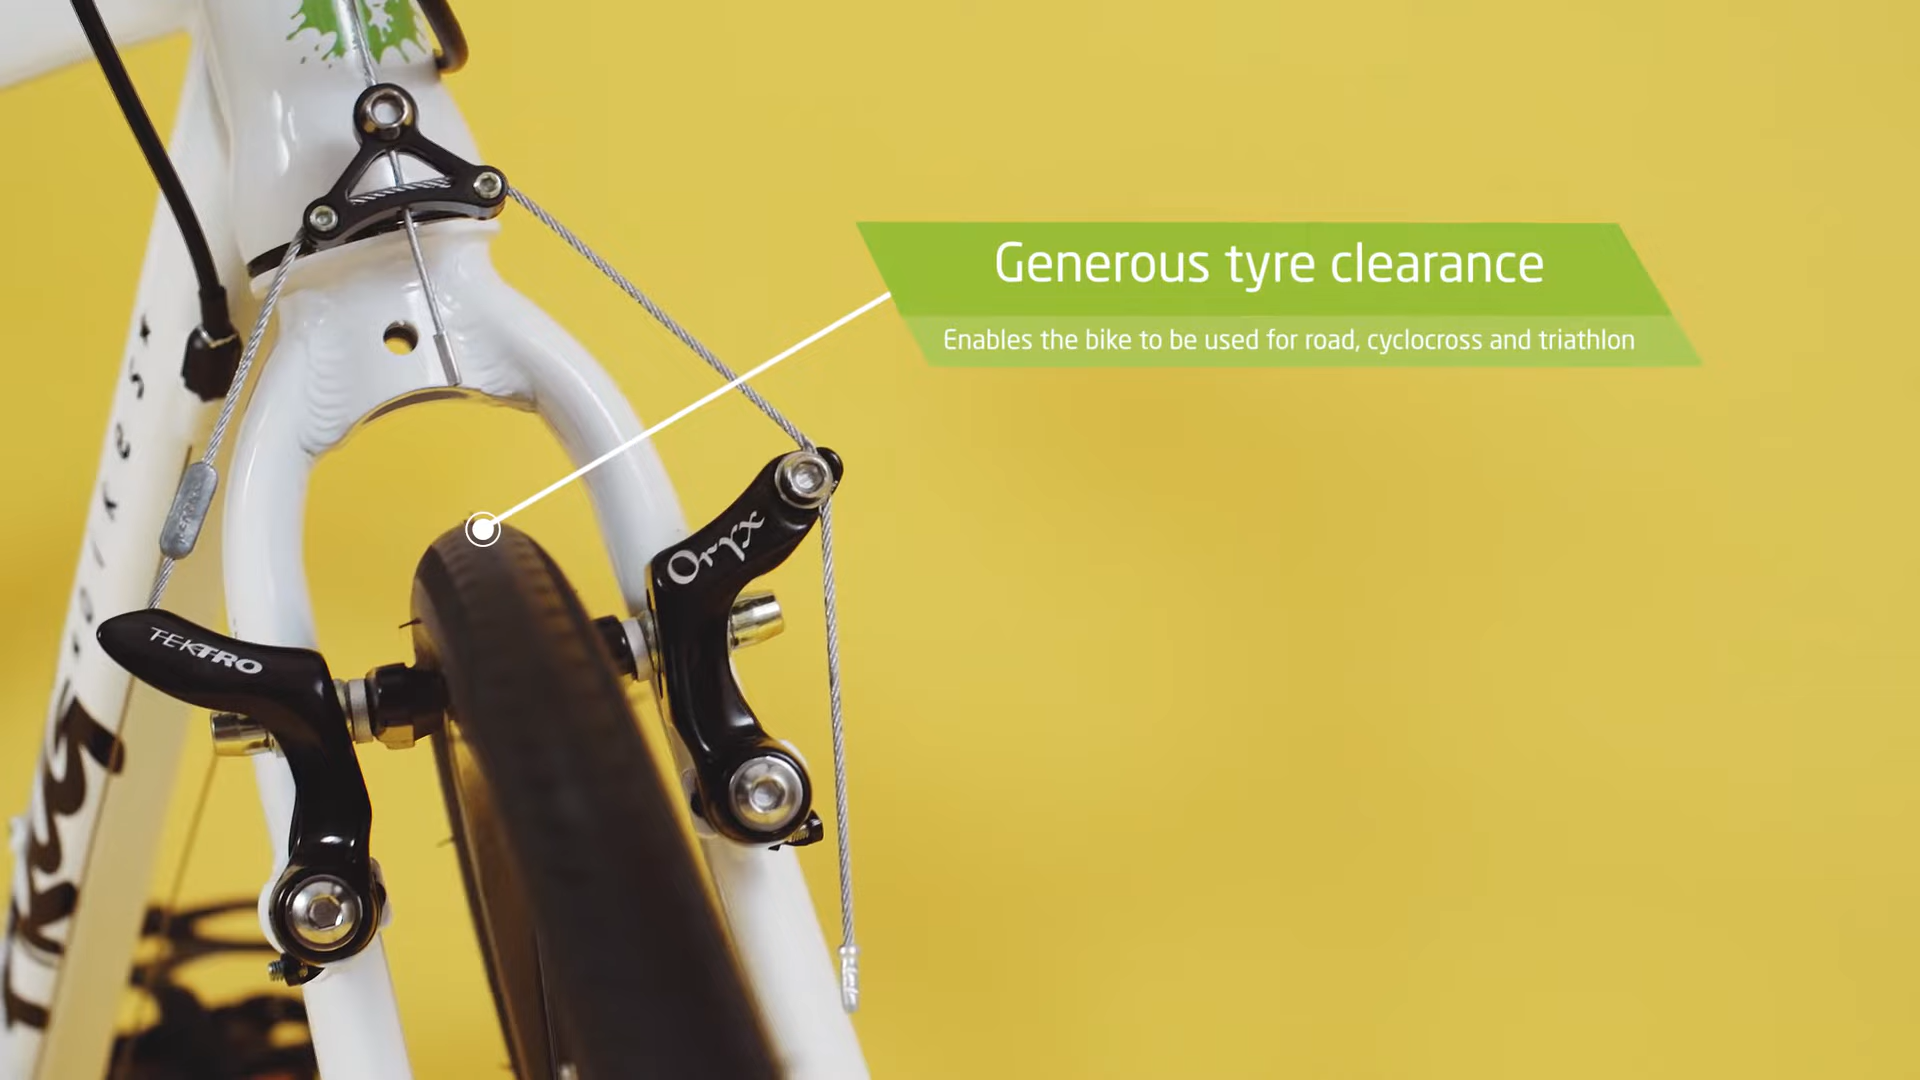 Generous tyre clearance
Enables the bike to be used for road, cyclocross and triathlon
Oryx
TEKTRO